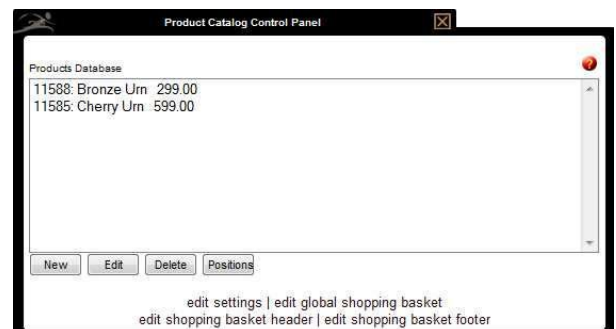 Product Catalog Control Panel
Products Database
11588: Bronze Urn 299.00
11585: Cherry Urn 599.00
New Edit Delete Positions
edit settings | edit global shopping basket
edit shopping basket header | edit shopping basket footer